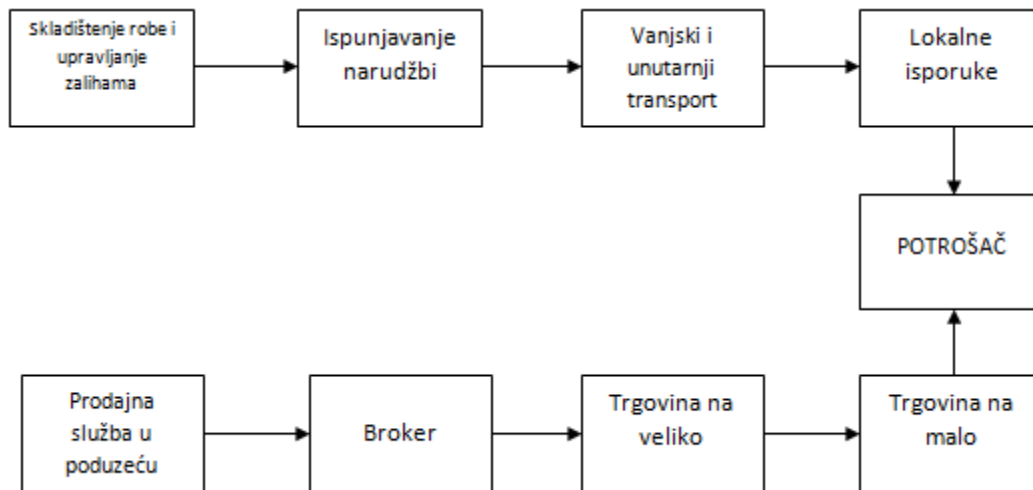 Skladištenje robe i
upravljanje
zalihama
Ispunjavanje
narudžbi
Vanjski i
unutarnji
transport
Lokalne
isporuke
POTROŠAČ
Prodajna
služba u
poduzeću
Broker
Trgovina na
veliko
Trgovina na
malo